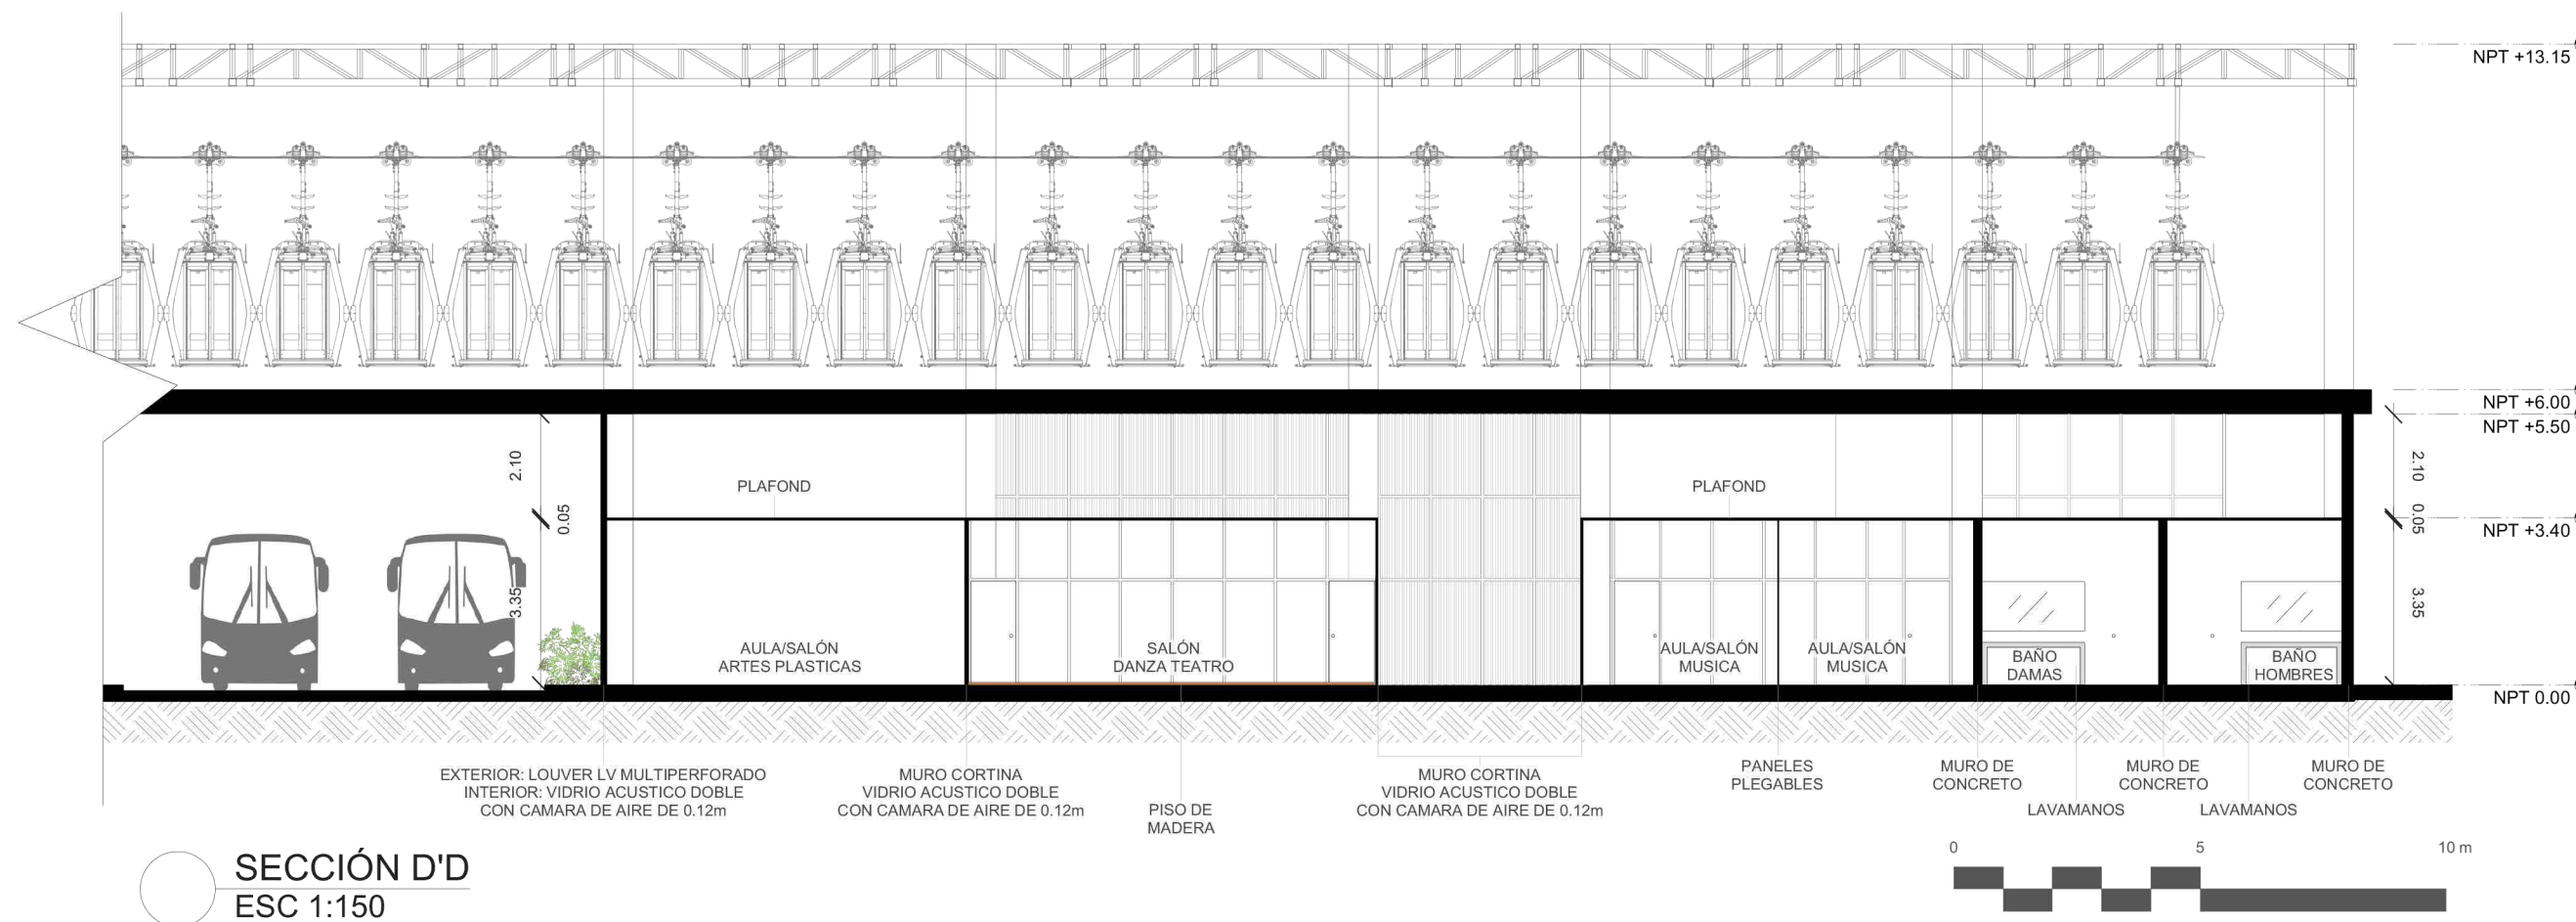 NPT +13.15
NPT +6.00
NPT +5.50
2.10
2.10
PLAFOND
PLAFOND
0.05
0.05
NPT +3.40
3.35
3.35
AULA/SALÓN
ARTES PLASTICAS
SALÓN
DANZA TEATRO
AULA/SALÓN
MUSICA
AULA/SALÓN
MUSICA
BAÑO
DAMAS
BAÑO
HOMBRES
NPT 0.00
EXTERIOR: LOUVER LV MULTIPERFORADO
INTERIOR: VIDRIO ACUSTICO DOBLE
CON CAMARA DE AIRE DE 0.12m
MURO CORTINA
VIDRIO ACUSTICO DOBLE
CON CAMARA DE AIRE DE 0.12m
PISO DE
MADERA
MURO CORTINA
VIDRIO ACUSTICO DOBLE
CON CAMARA DE AIRE DE 0.12m
PANELES
PLEGABLES
MURO DE
CONCRETO
LAVAMANOS
MURO DE
CONCRETO
LAVAMANOS
MURO DE
CONCRETO
SECCIÓN D'D
ESC 1:150
0 5 10 m